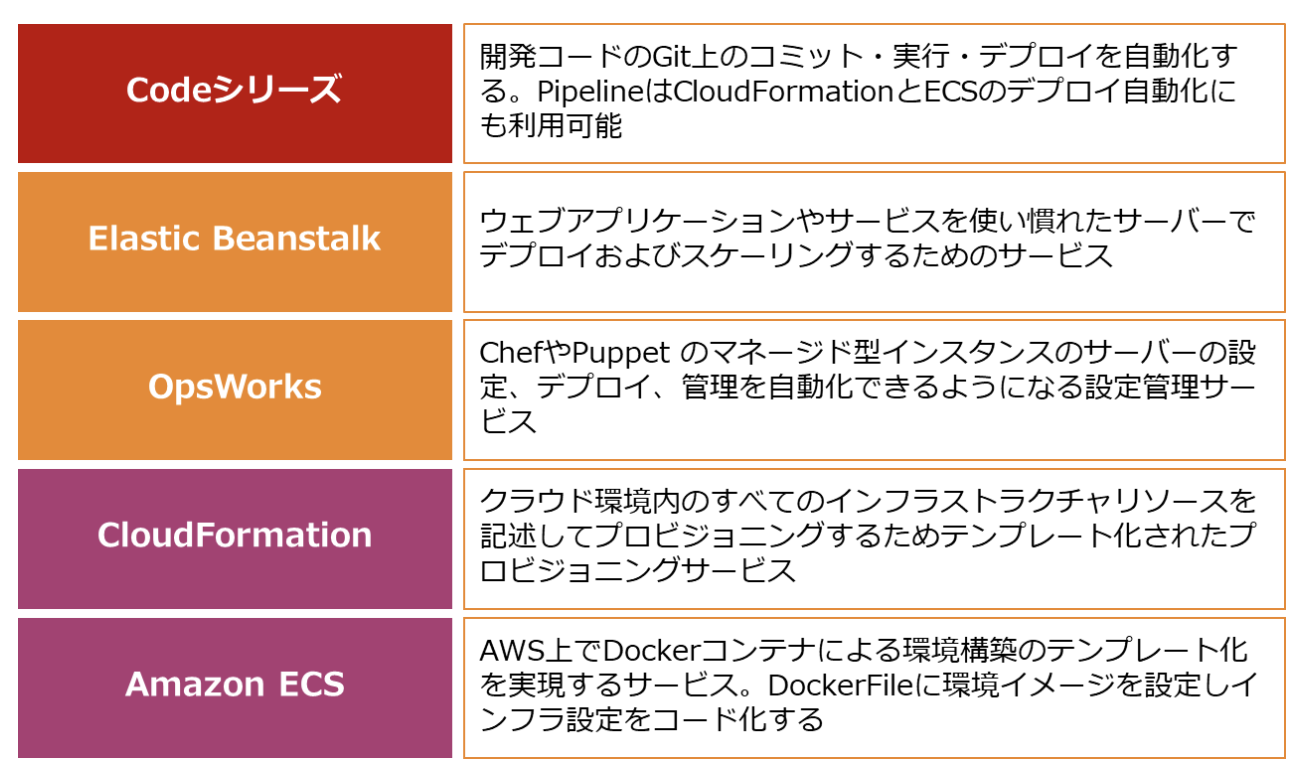 Codeシリーズ
開発コードのGit上のコミット・実行・デプロイを自動化す
る。PipelineはCloudFormationとECSのデプロイ自動化に
も利用可能
Elastic Beanstalk
ウェブアプリケーションやサービスを使い慣れたサーバーで
デプロイおよびスケーリングするためのサービス
OpsWorks
ChefやPuppet のマネージド型インスタンスのサーバーの設
定、デプロイ、管理を自動化できるようになる設定管理サー
ビス
CloudFormation
クラウド環境内のすべてのインフラストラクチャリソースを
記述してプロビジョニングするためテンプレート化されたプ
ロビジョニングサービス
Amazon ECS
AWS上でDockerコンテナによる環境構築のテンプレート化
を実現するサービス。DockerFileに環境イメージを設定しイ
ンフラ設定をコード化する